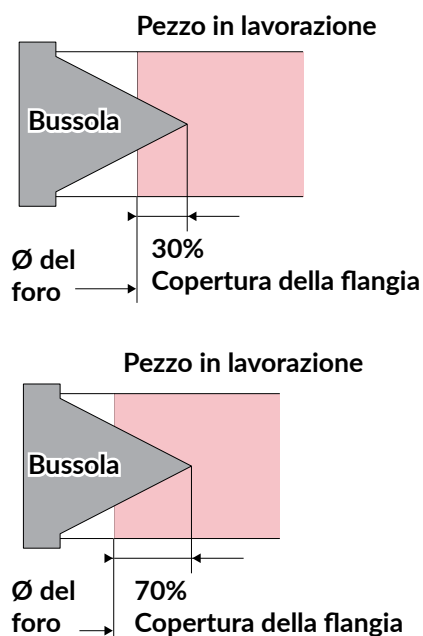 Pezzo in lavorazione
Bussola
30%
Ø del
foro
Copertura della flangia
Pezzo in lavorazione
Bussola
Ø del
foro
70%
Copertura della flangia